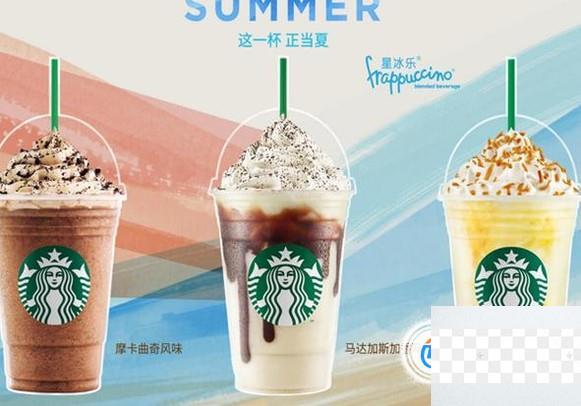 SUMMER
这一杯 正当夏
星冰乐®
frappuccino®
blended beverage
摩卡曲奇风味
马达加斯加